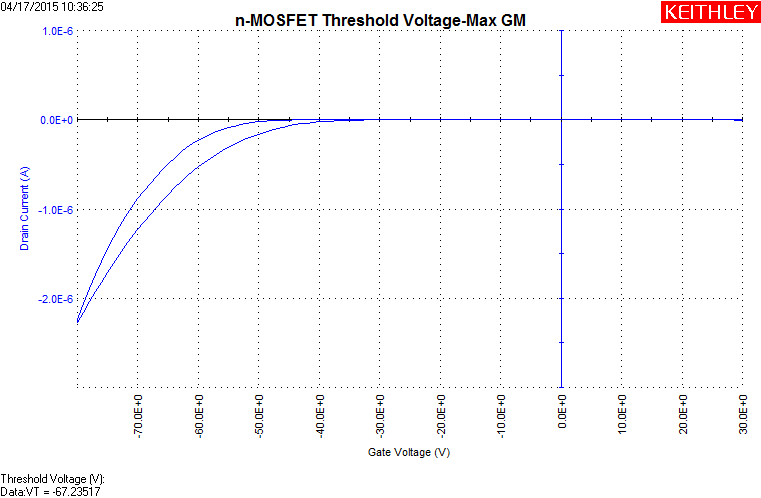 04/17/2015 10:36:25
n-MOSFET Threshold Voltage-Max GM
KEITHLEY
1.0E-6
0.0E+0
-1.0E-6
-2.0E-6
Drain Current (A)
-70.0E+0
-60.0E+0
-50.0E+0
-40.0E+0
-30.0E+0
-20.0E+0
-10.0E+0
0.0E+0
10.0E+0
20.0E+0
30.0E+0
Gate Voltage (V)
Threshold Voltage (V):
Data:VT = -67.23517